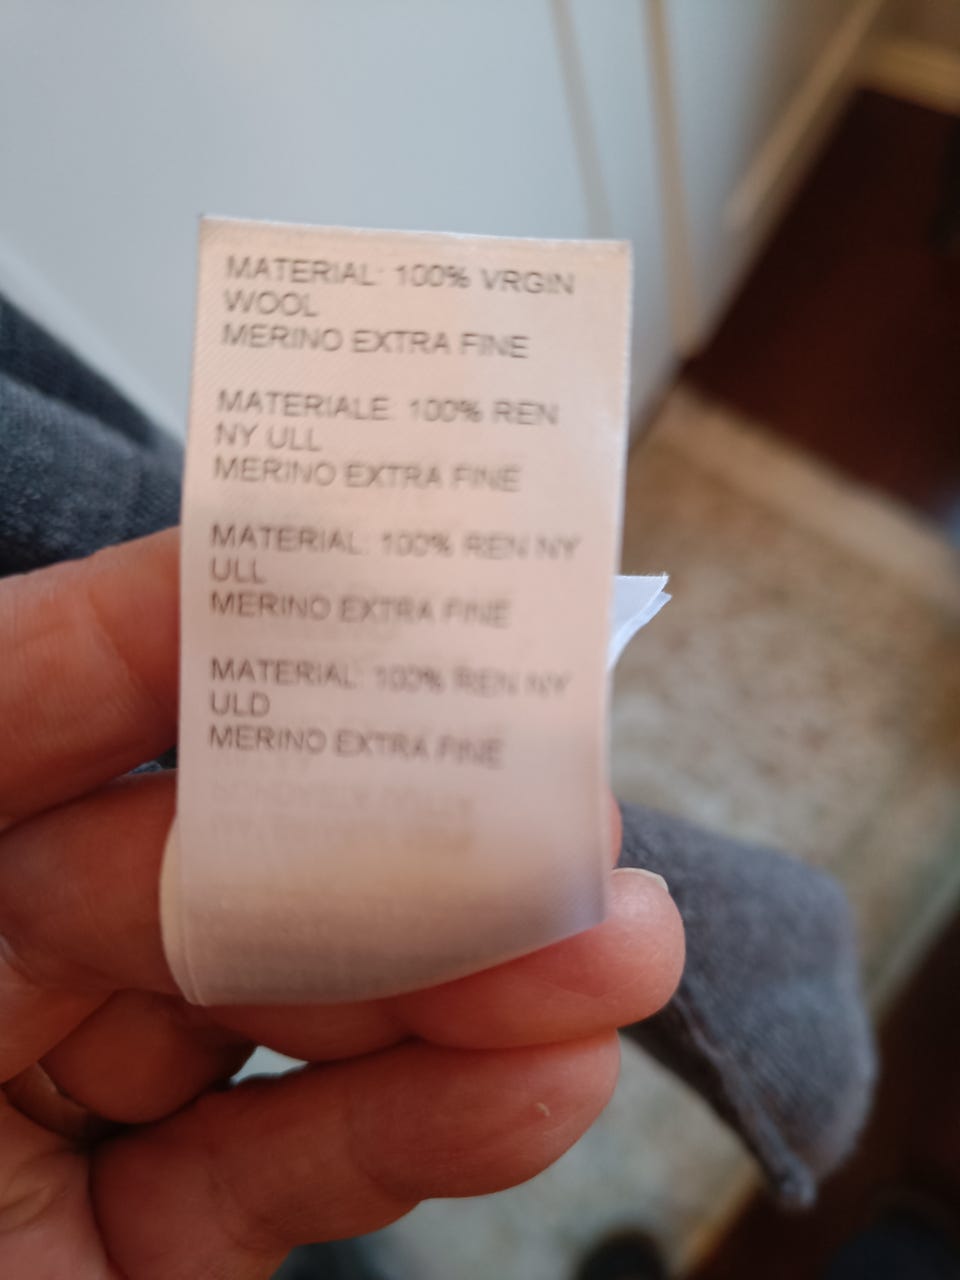 MATERIAL: 100% VRGIN
WOOL
MERINO EXTRA FINE
MATERIALE: 100% REN
NY ULL
MERINO EXTRA FINE
MATERIAL: 100% REN NY
ULL
MERINO EXTRA FINE
MATERIAL: 100% REN NY
ULD
MERINO EXTRA FINE